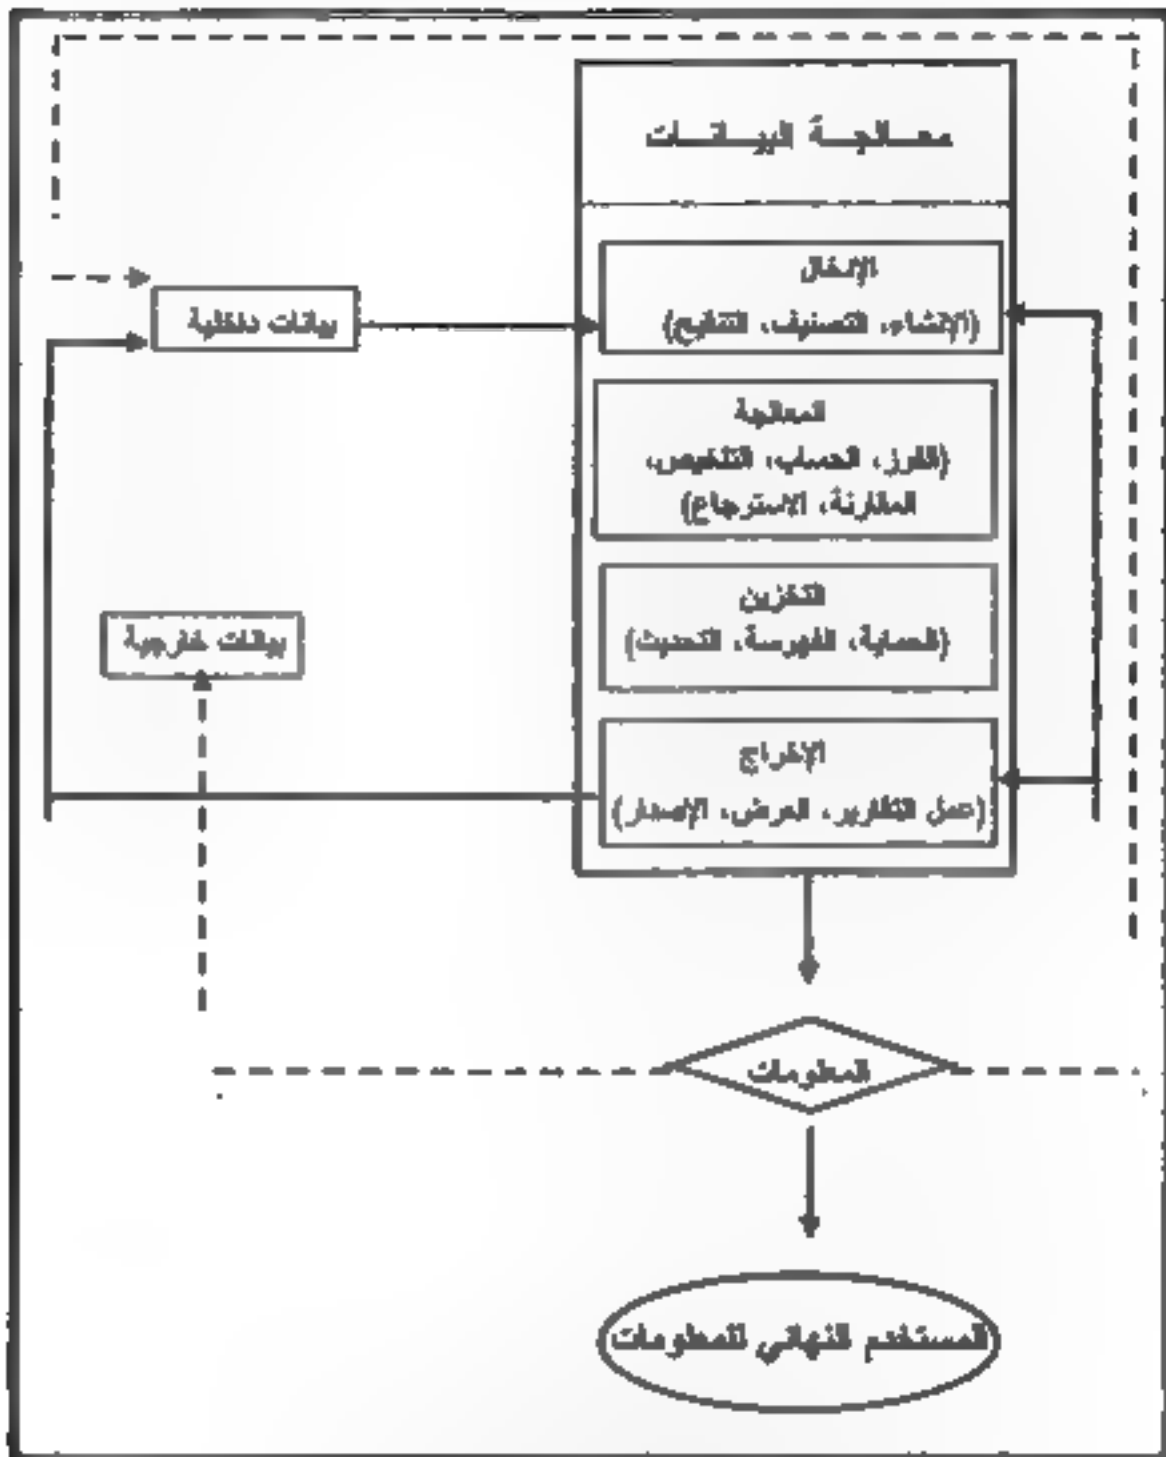 معالجة البيانات
الإدخال
(الإنشاء، التصنيف، التنقيح)
بيانات داخلية
المعالجة
(الفرز، الحساب، التلخيص،
المقارنة، الاسترجاع)
التخزين
(الحماية، الفهرسة، التحديث)
بيانات خارجية
الإخراج
(عمل التقارير، العرض، الإصدار)
المعلومات
المستخدم النهائي للمعلومات